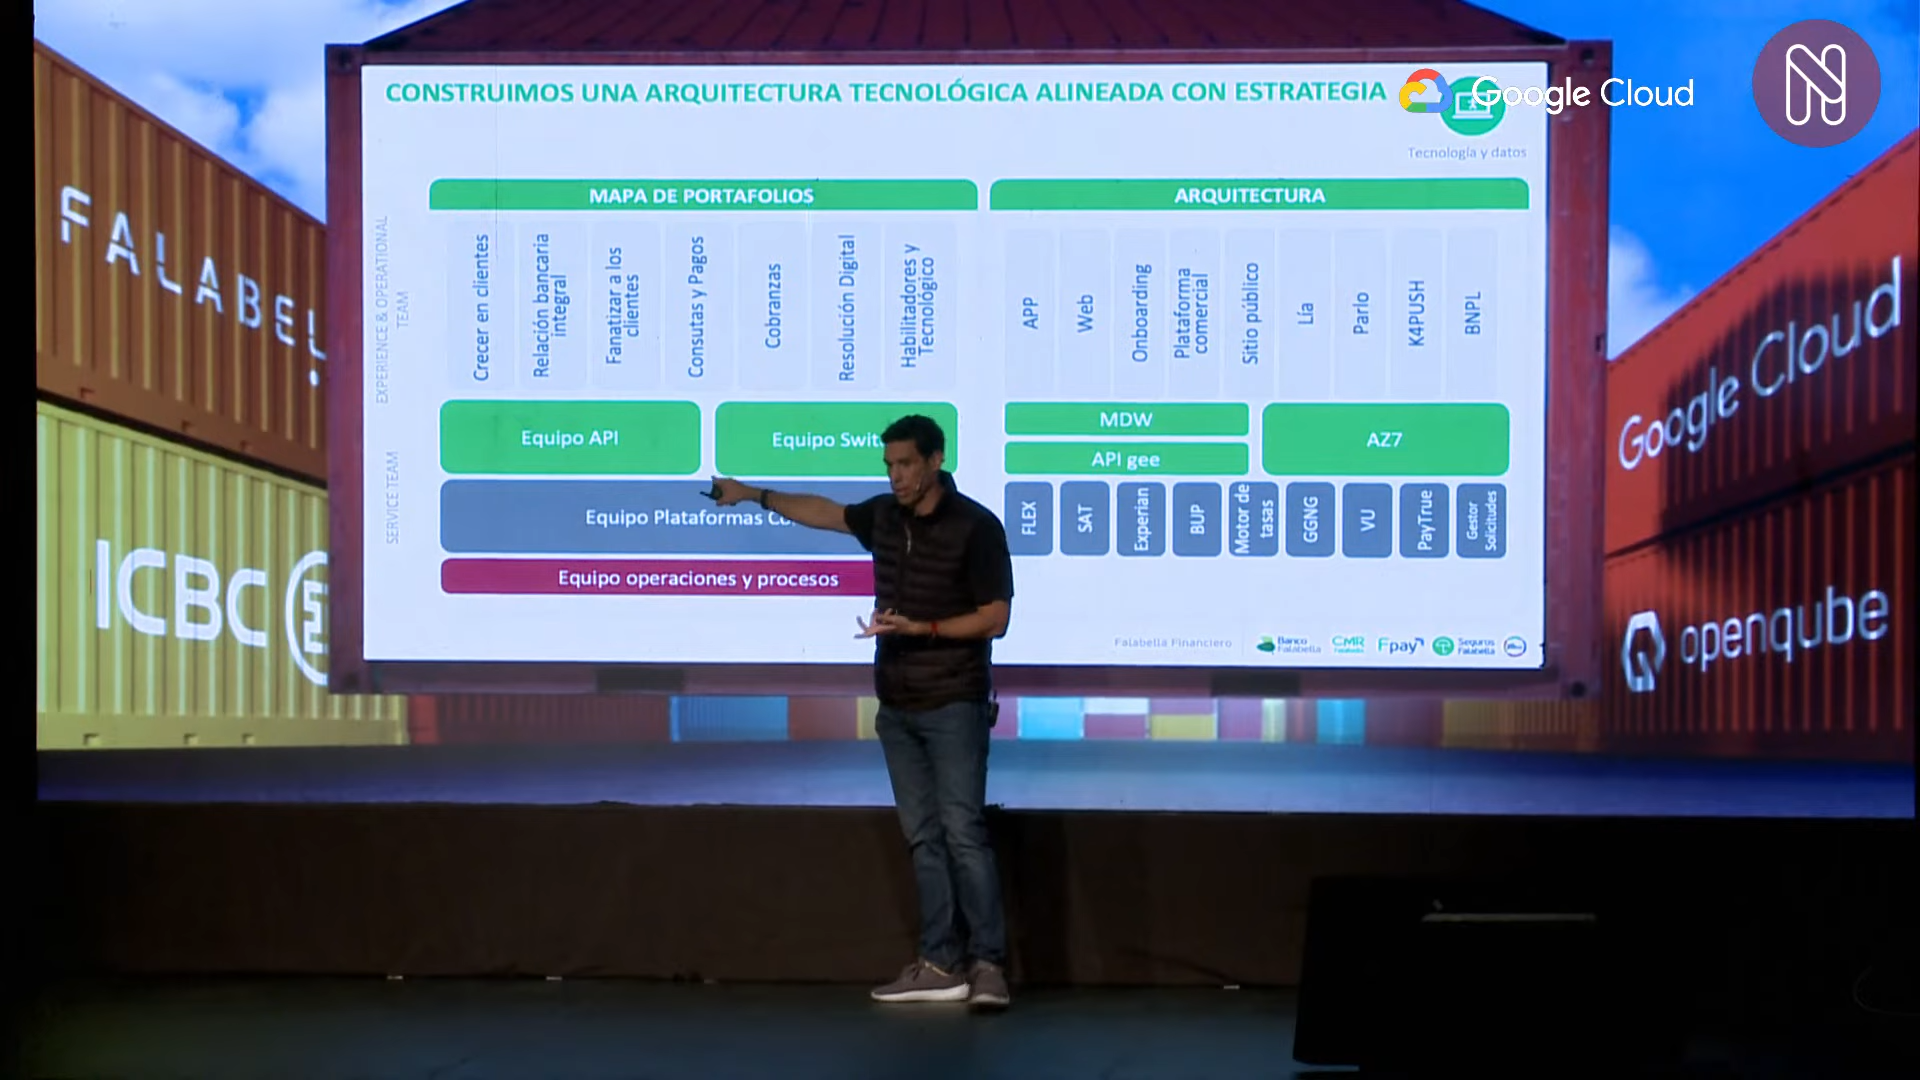 CONSTRUIMOS UNA ARQUITECTURA TECNOLÓGICA ALINEADA CON ESTRATEGIA
Google Cloud
N
Tecnología y datos
MAPA DE PORTAFOLIOS
ARQUITECTURA
EXPERIENCE & OPERATIONAL
TEAM
Crecer en clientes
Relación bancaria
integral
Fanatizar a los
clientes
Consutas y Pagos
Cobranzas
Resolución Digital
Habilitadores y
Tecnológico
APP
Web
Onboarding
Plataforma
comercial
Sitio público
Lía
Parlo
K4PUSH
BNPL
SERVICE TEAM
Equipo API
Equipo Swit
MDW
API gee
AZ7
Equipo Plataformas Co
FLEX
SAT
Experian
BUP
Motor de
tasas
GGNG
VU
PayTrue
Gestor
Solicitudes
Equipo operaciones y procesos
Falabella Financiero
Banco
Falabella
CMR
Fpay
Seguros
Falabella
FALABEL
ICBC
Google Cloud
openqube